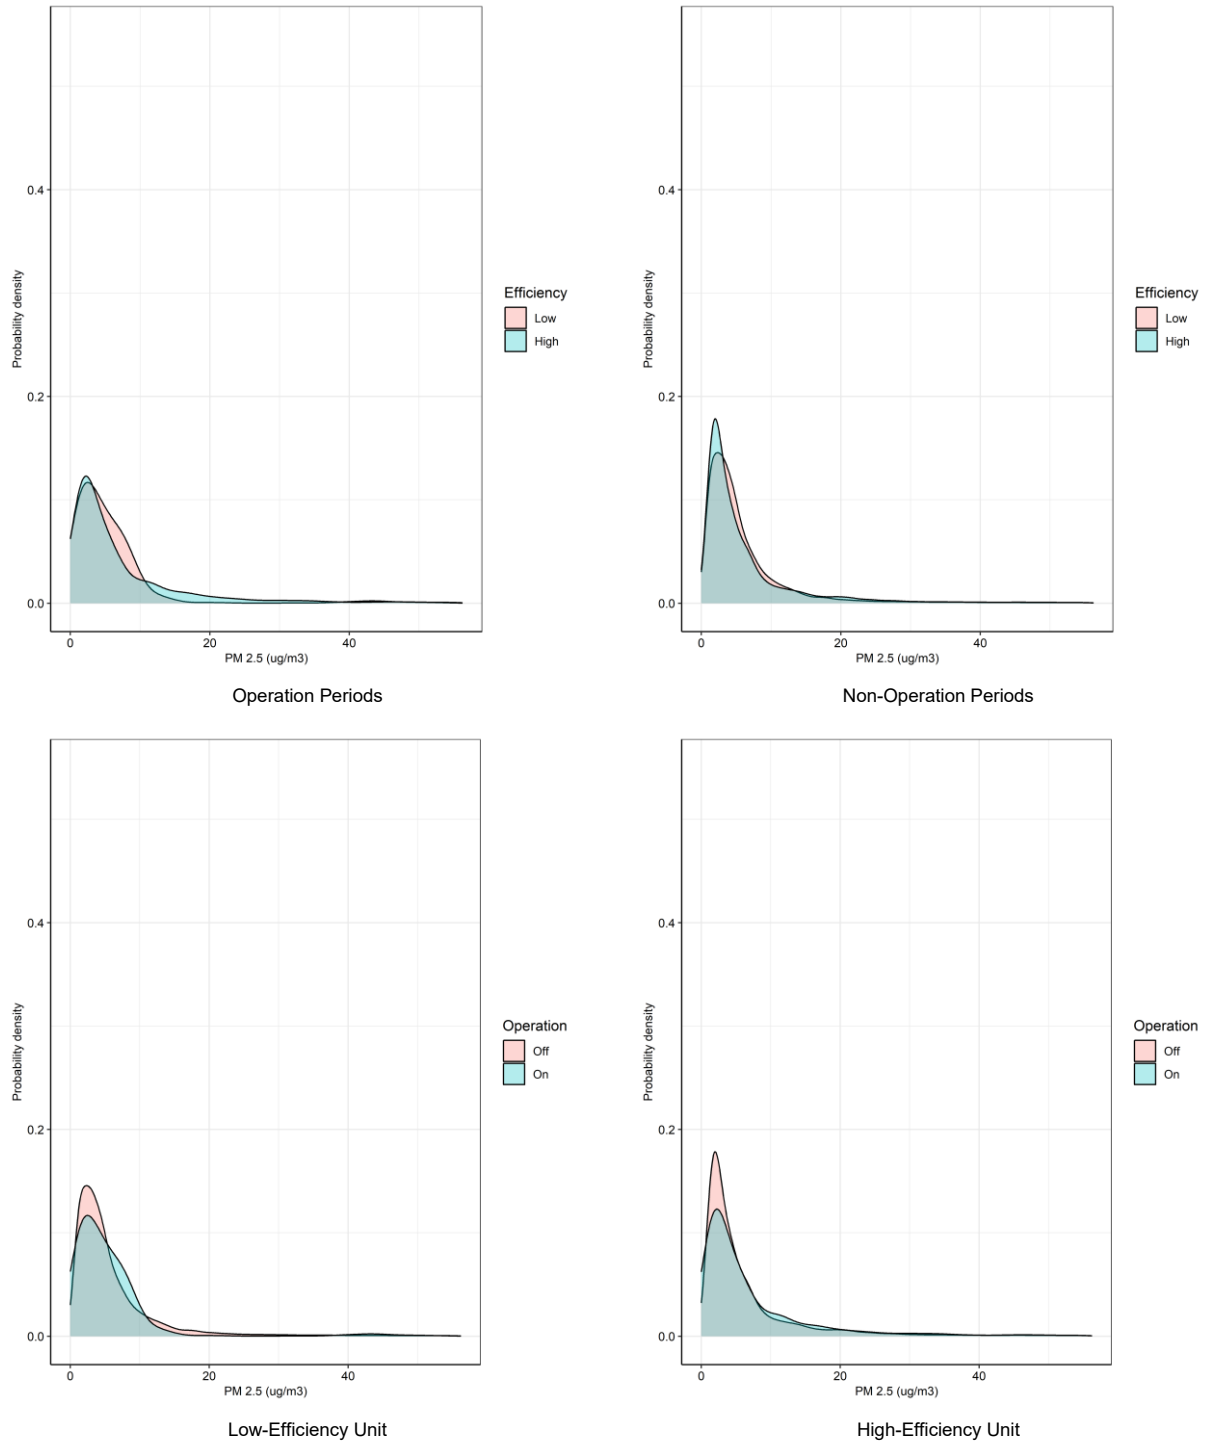 0.4
0.2
0.0
0
20
40
Probability density
PM 2.5 (ug/m3)
Efficiency
Low
High
Operation Periods
0.4
0.2
0.0
0
20
40
Probability density
PM 2.5 (ug/m3)
Efficiency
Low
High
Non-Operation Periods
0.4
0.2
0.0
0
20
40
Probability density
PM 2.5 (ug/m3)
Operation
Off
On
Low-Efficiency Unit
0.4
0.2
0.0
0
20
40
Probability density
PM 2.5 (ug/m3)
Operation
Off
On
High-Efficiency Unit